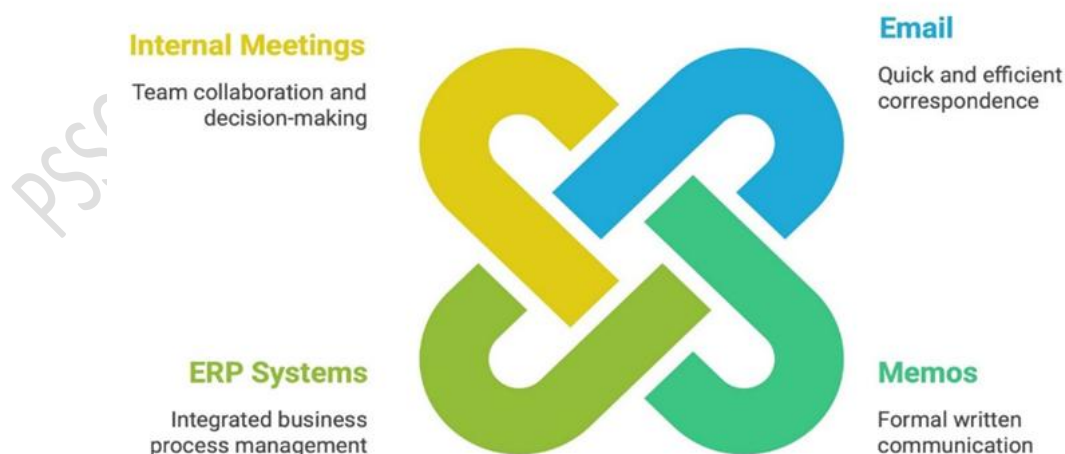 Internal Meetings
Team collaboration and
decision-making
Email
Quick and efficient
correspondence
ERP Systems
Integrated business
process management
Memos
Formal written
communication